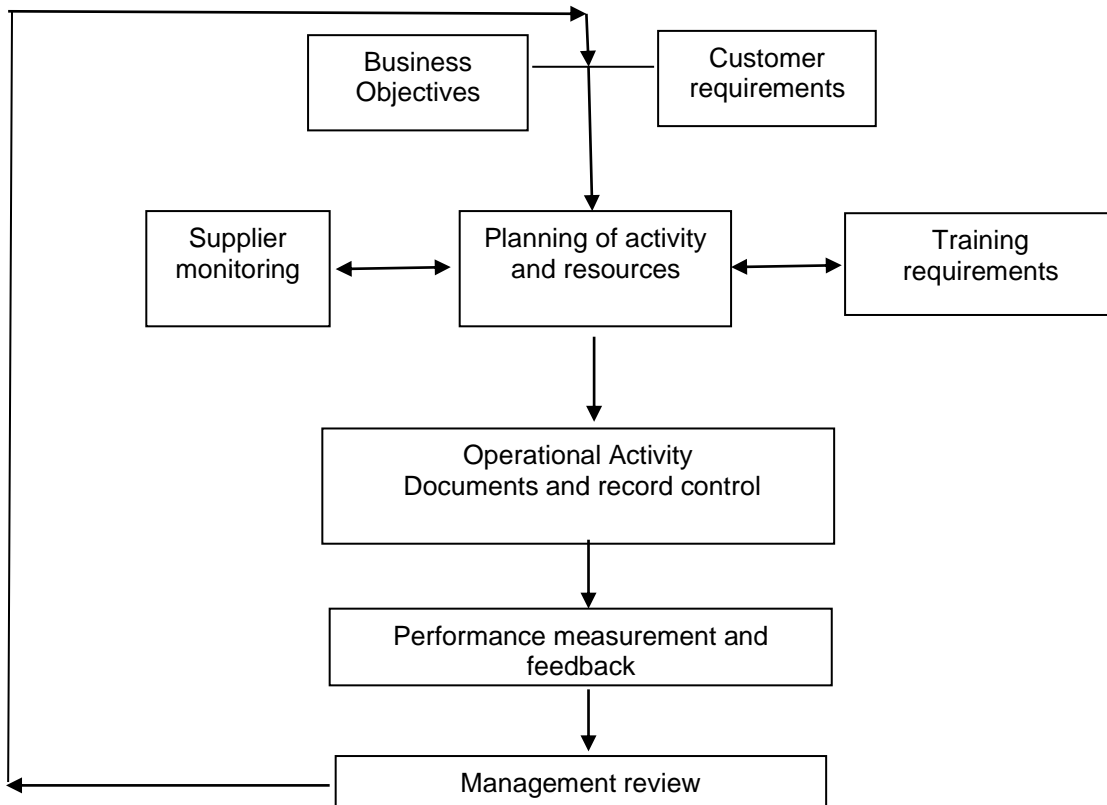 Business
Objectives
Customer
requirements
Supplier
monitoring
Planning of activity
and resources
Training
requirements
Operational Activity
Documents and record control
Performance measurement and
feedback
Management review